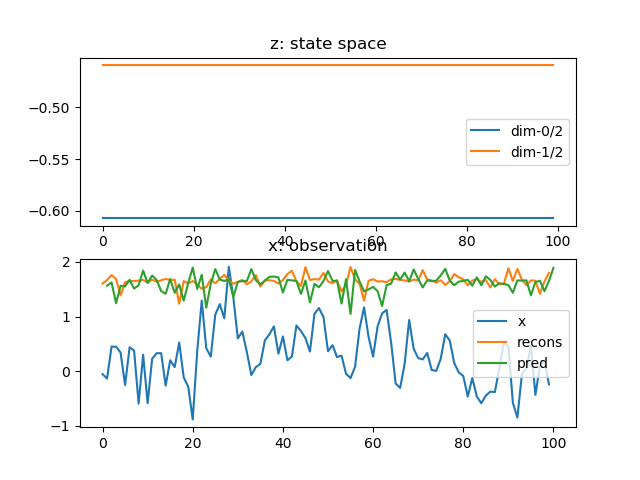 z: state space
−0.50
−0.55
−0.60
dim-0/2
dim-1/2
0
20
40
60
80
100
x: observation
2
1
0
−1
x
recons
pred
0
20
40
60
80
100